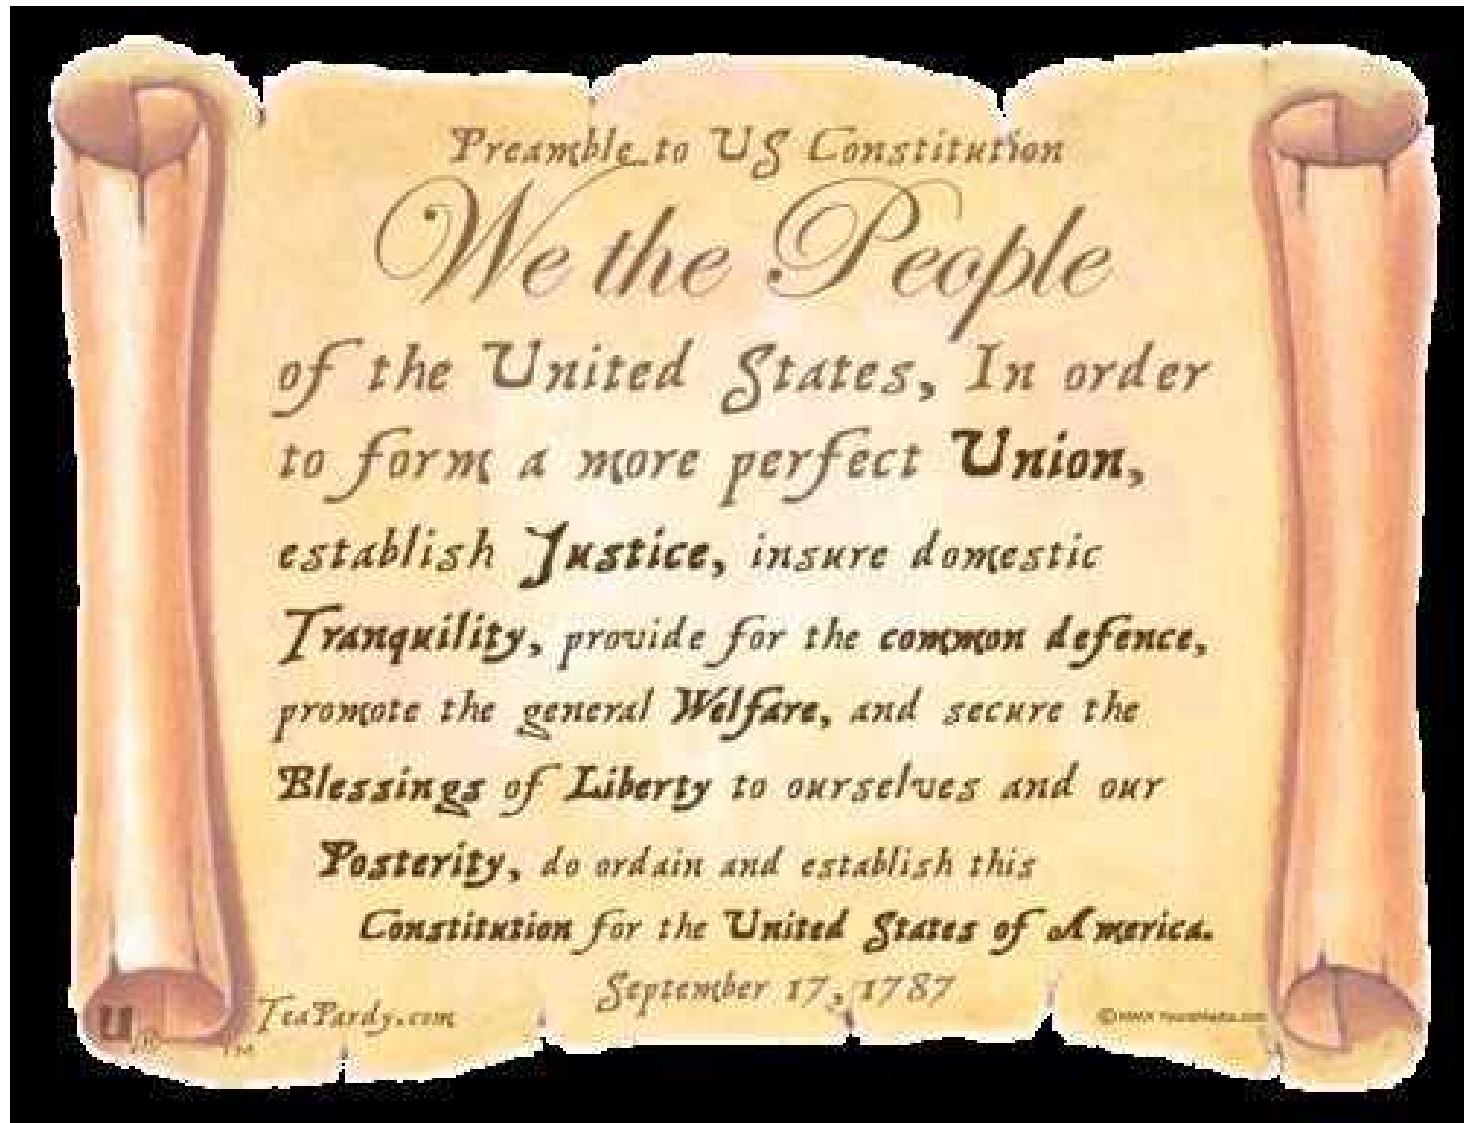 Preamble to US Constitution
We the People
of the United States, In order
to form a more perfect Union,
establish Justice, insure domestic
Tranquility, provide for the common defence,
promote the general Welfare, and secure the
Blessings of Liberty to ourselves and our
Posterity, do ordain and establish this
Constitution for the United States of America.
September 17, 1787
TeaPardy.com